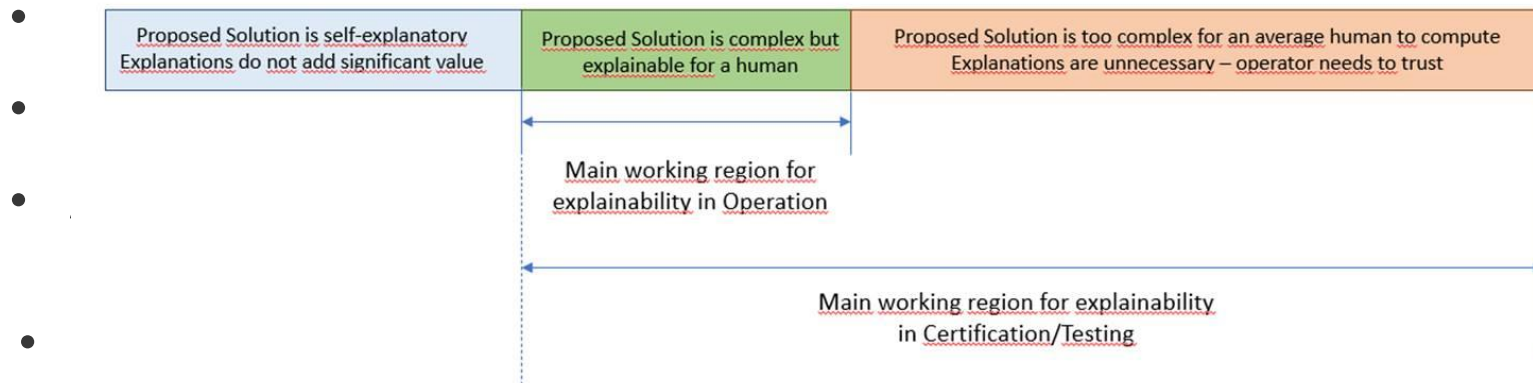 Proposed Solution is self-explanatory
Explanations do not add significant value
Proposed Solution is complex but
explainable for a human
Proposed Solution is too complex for an average human to compute
Explanations are unnecessary – operator needs to trust
Main working region for
explainability in Operation
Main working region for explainability
in Certification/Testing